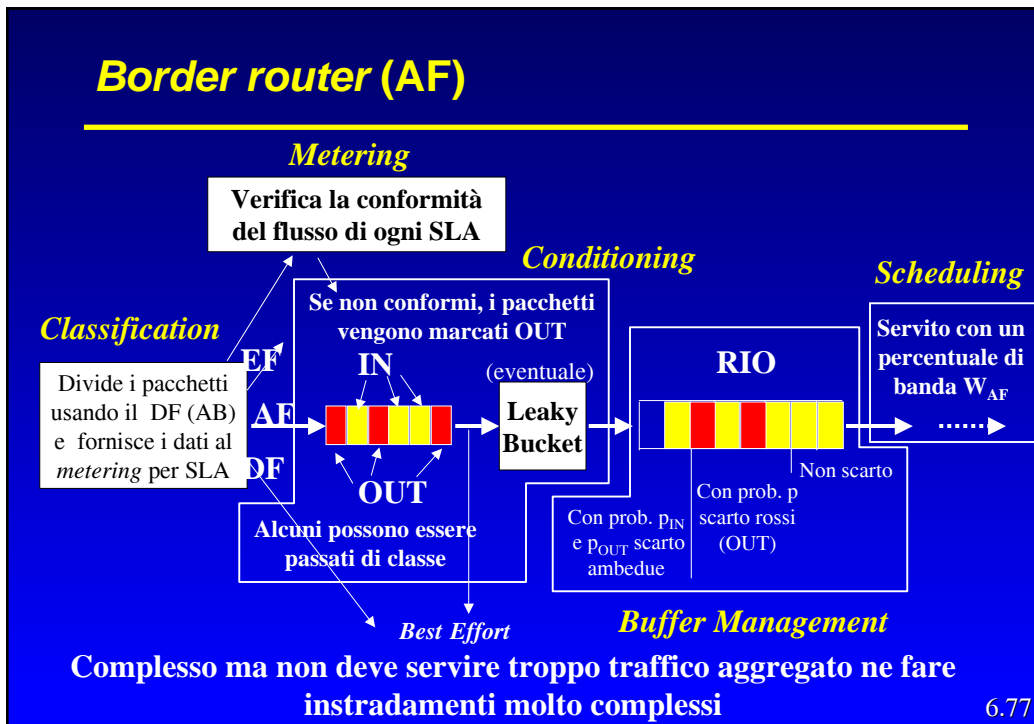 Border router (AF)
Metering
Verifica la conformità
del flusso di ogni SLA
Conditioning
Scheduling
Se non conformi, i pacchetti
vengono marcati OUT
Classification
Divide i pacchetti
usando il DF (AB)
e fornisce i dati al
metering per SLA
EF
AF
DF
IN
OUT
(eventuale)
Leaky
Bucket
RIO
Servito con un
percentuale di
banda WAF
Non scarto
Con prob. p
scarto rossi
(OUT)
Con prob. pIN
e pOUT scarto
ambedue
Alcuni possono essere
passati di classe
Best Effort
Buffer Management
Complesso ma non deve servire troppo traffico aggregato ne fare
instradamenti molto complessi
6.77